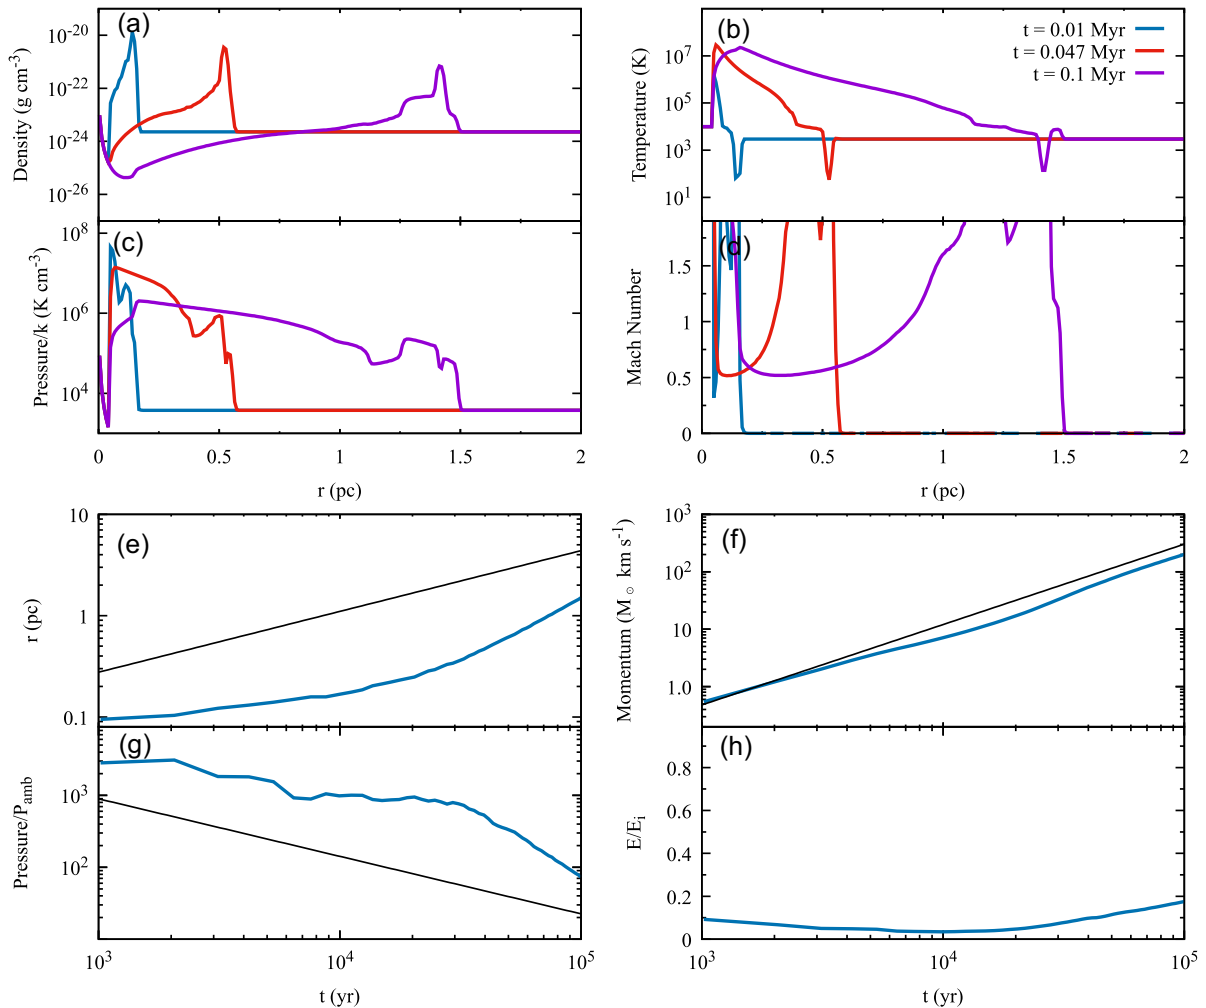 (a)
Density (g cm⁻³)
10⁻²⁰
10⁻²²
10⁻²⁴
10⁻²⁶
(b)
t = 0.01 Myr
t = 0.047 Myr
t = 0.1 Myr
Temperature (K)
10⁷
10⁵
10³
10¹
(c)
Pressure/k (K cm⁻³)
10⁸
10⁶
10⁴
0 0.5 1 1.5 2
r (pc)
(d)
Mach Number
1.5
1
0.5
0
0 0.5 1 1.5 2
r (pc)
(e)
r (pc)
10
1
0.1
(f)
Momentum (M☉ km s⁻¹)
10³
10²
10
1.0
(g)
Pressure/Pamb
10³
10²
10³ 10⁴ 10⁵
t (yr)
(h)
E/Ei
0.8
0.6
0.4
0.2
0
10³ 10⁴ 10⁵
t (yr)